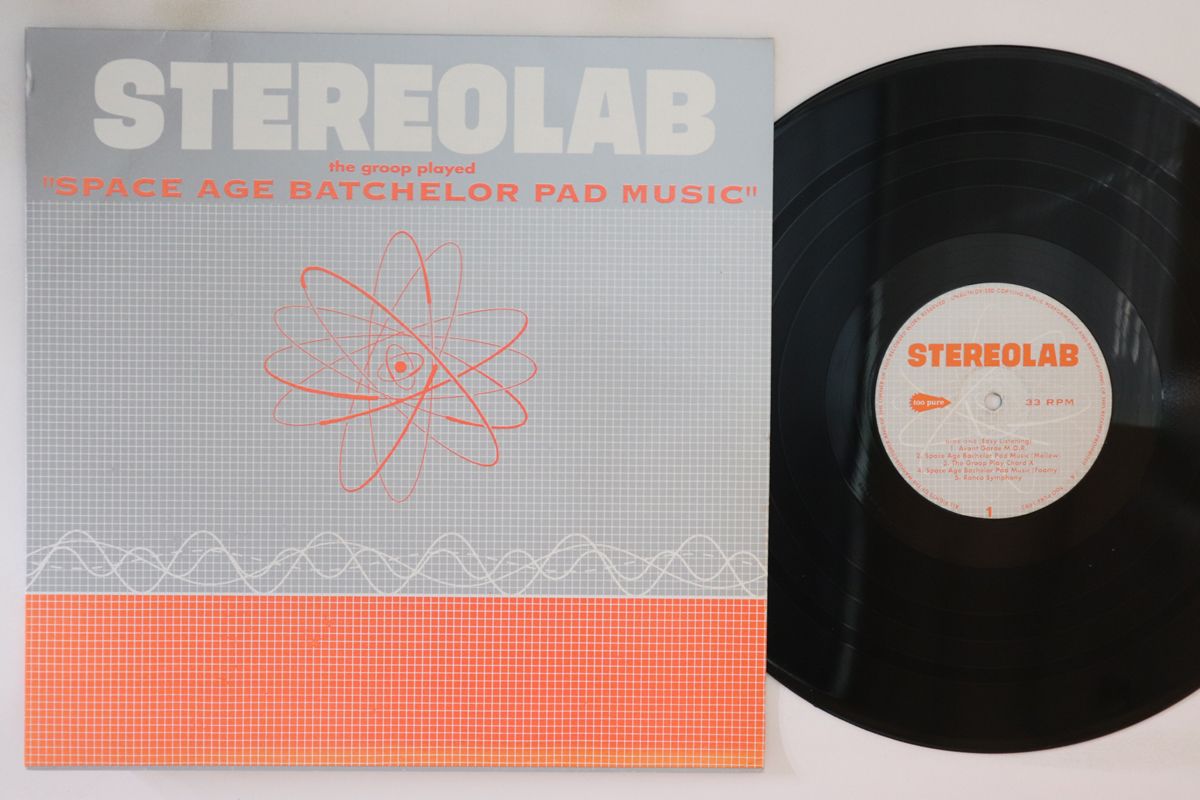 STEREOLAB
the groop played
"SPACE AGE BATCHELOR PAD MUSIC"
STEREOLAB
too pure
33 RPM
SIDE ONE (Easy Listening)
1. Avant Garde M.O.R.
2. Space Age Bachelor Pad Music (Mellow)
3. The Groop Play Chord X
4. Space Age Bachelor Pad Music (Foamy)
5. Ronco Symphony
1